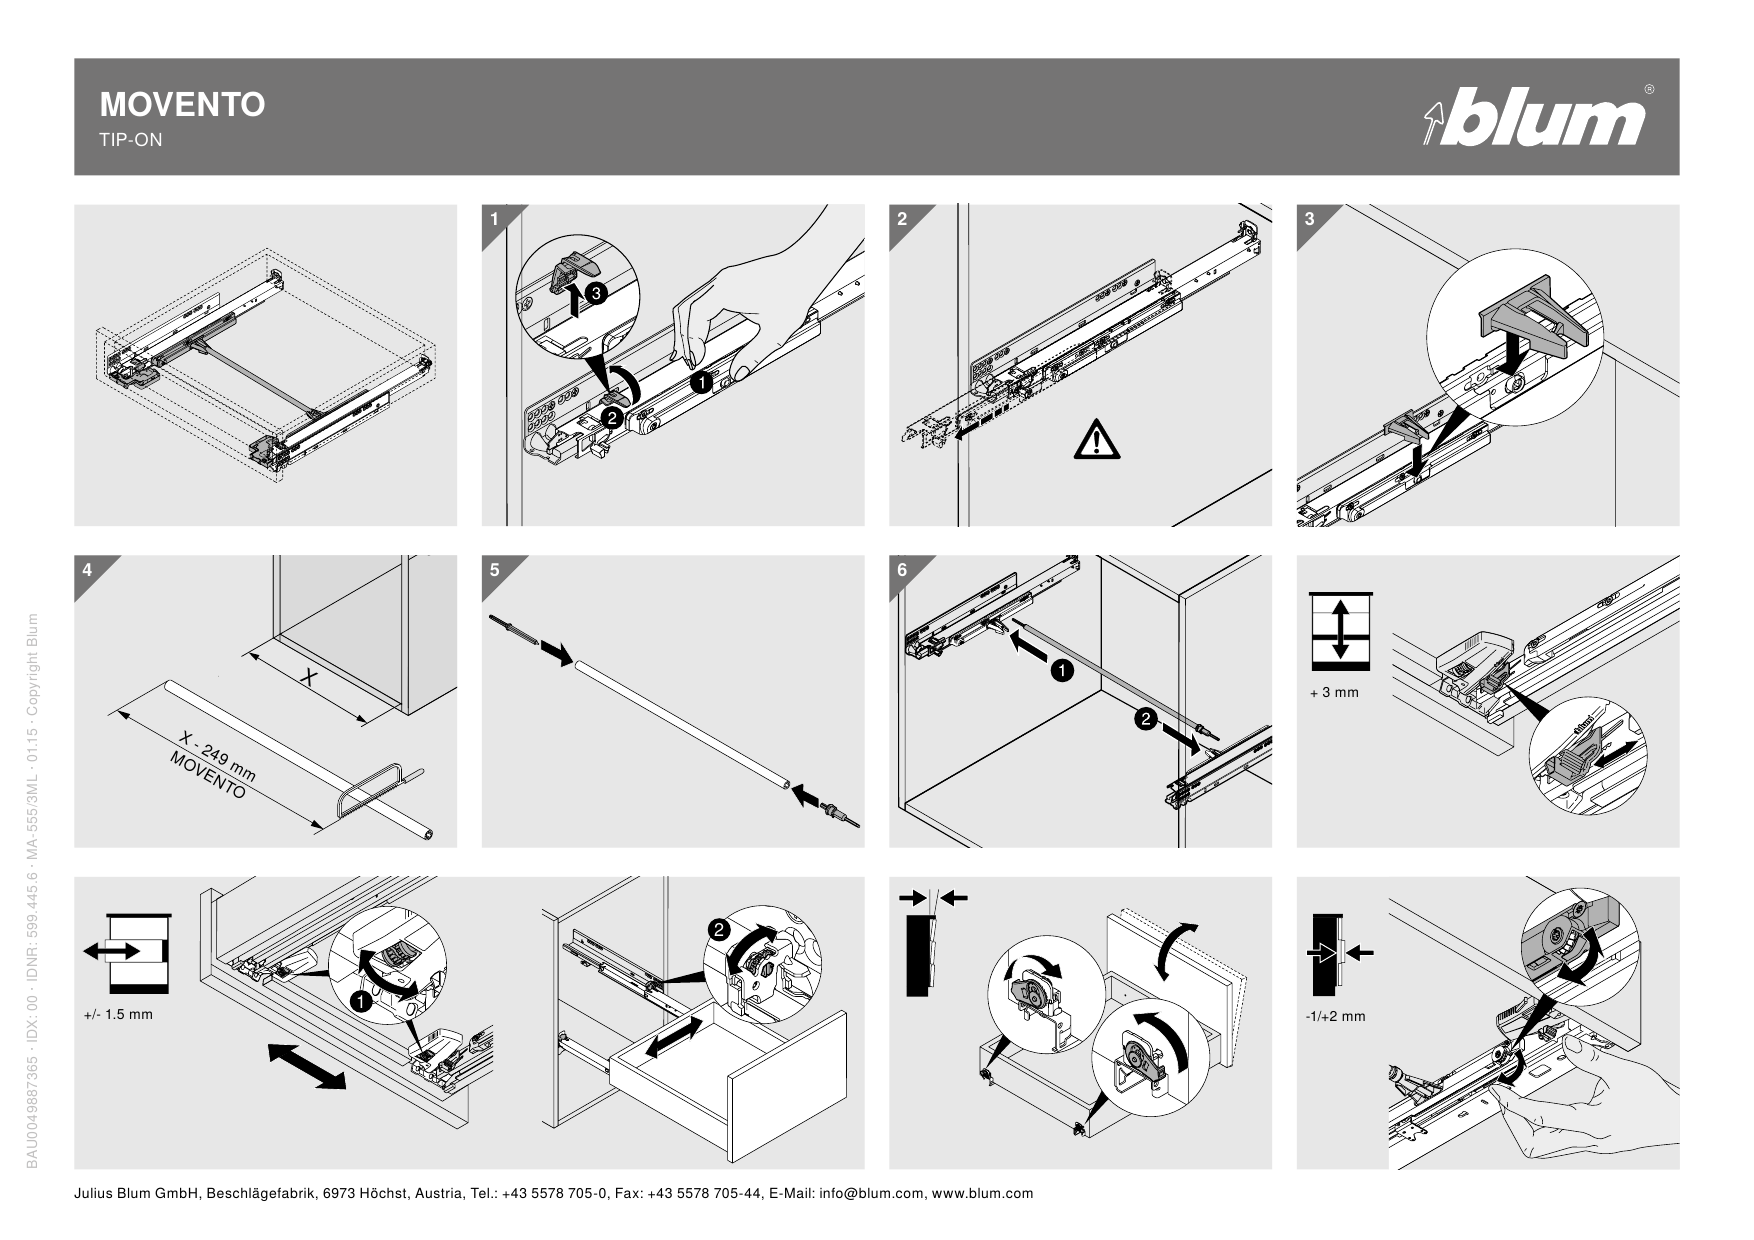 MOVENTO
TIP-ON
blum®
1
3
1
2
2
3
4
X
X - 249 mm
MOVENTO
5
6
1
2
+ 3 mm
+/- 1.5 mm
1
2
-1/+2 mm
BAU0049887365 · IDX: 00 · IDNR: 599.445.6 · MA-555/3ML · 01.15 · Copyright Blum
Julius Blum GmbH, Beschlägefabrik, 6973 Höchst, Austria, Tel.: +43 5578 705-0, Fax: +43 5578 705-44, E-Mail: info@blum.com, www.blum.com